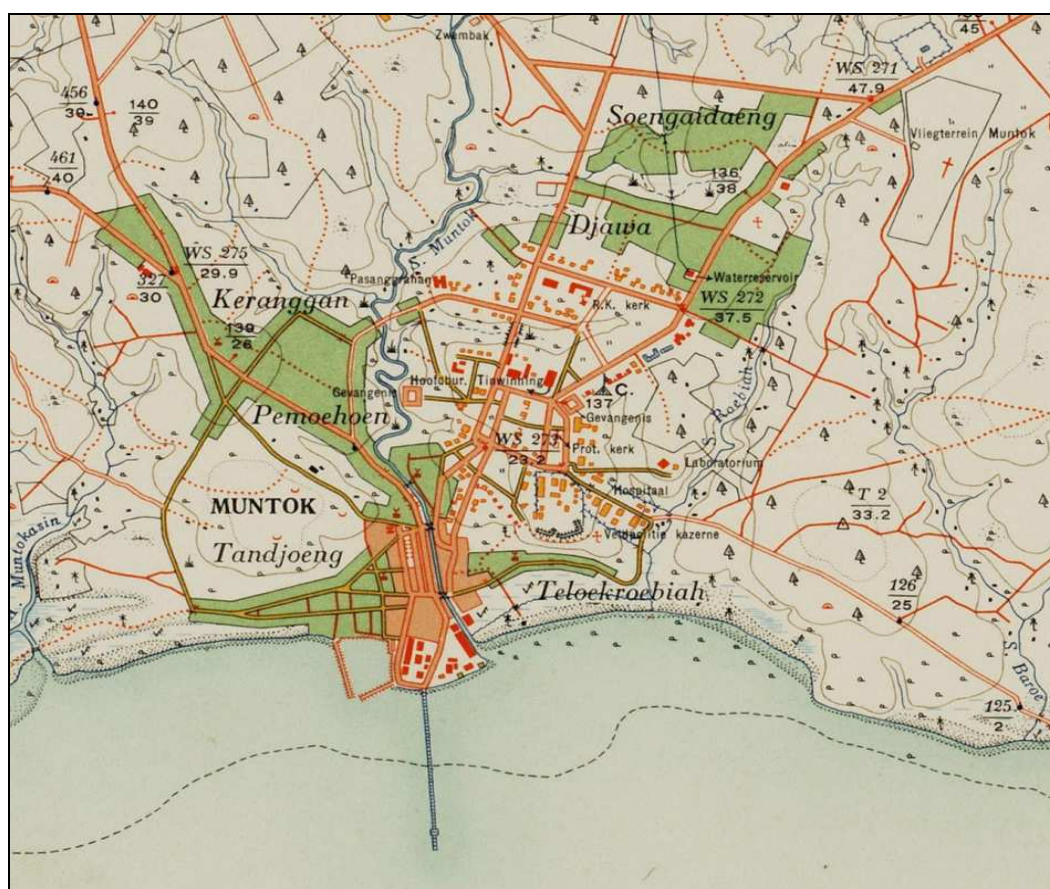 Zwembak
45
WS 271
47.9
456
39
140
39
Soengaidaeng
Vliegterrein Muntok
461
40
136
38
S. Muntok
Djawa
WS 275
29.9
327
30
Pasanggrahan
Waterreservoir
Keranggan
R.K. kerk
WS 272
37.5
139
26
Hoofdbur. Tinwinning
Gevangenis
C.
137
S. Roebiah
Pemoehoen
Gevangenis
WS 273
23.2
Prot. kerk
Laboratorium
Hospitaal
T 2
33.2
MUNTOK
Veldpolitie kazerne
Muntokasin
Tandjoeng
Teloekroebiah
126
25
S. Baroe
125
2